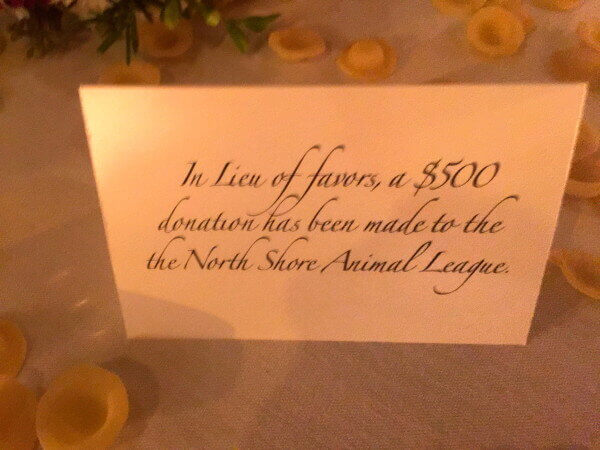 In Lieu of favors, a $500
donation has been made to the
the North Shore Animal League.